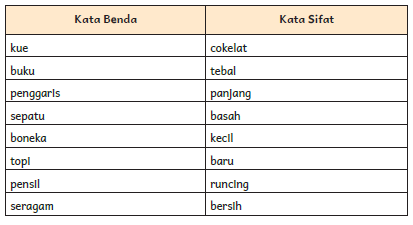 Kata Benda Kata Sifat
kue cokelat
buku tebal
penggaris panjang
sepatu basah
boneka kecil
topi baru
pensil runcing
seragam bersih